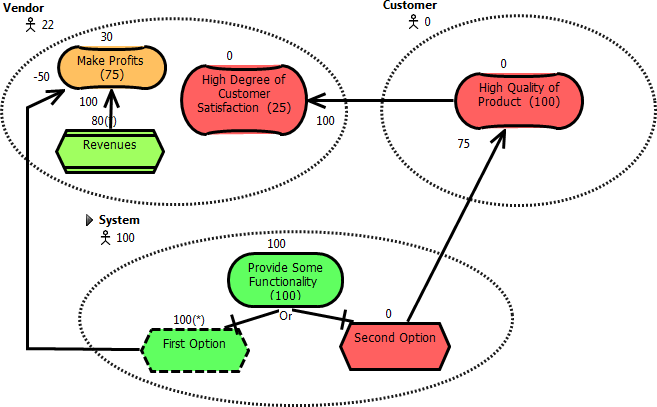 Vendor
22
Customer
0
30
Make Profits
(75)
0
High Degree of
Customer
Satisfaction (25)
0
High Quality of
Product (100)
-50
100
100
80(*)
Revenues
75
System
100
100
Provide Some
Functionality
(100)
Or
100(*)
First Option
0
Second Option